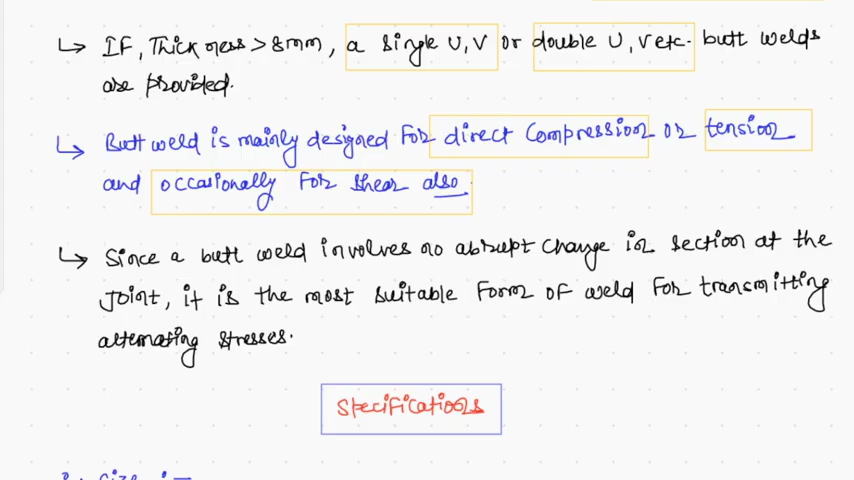 ↳ IF, Thickness > 8mm, a single U, V or double U, V etc. butt welds
are provided.
↳ Butt weld is mainly designed for direct compression or tension
and occasionally for shear also
↳ Since a butt weld involves no abrupt change in section at the
joint, it is the most suitable form of weld for transmitting
alternating stresses.
Specifications